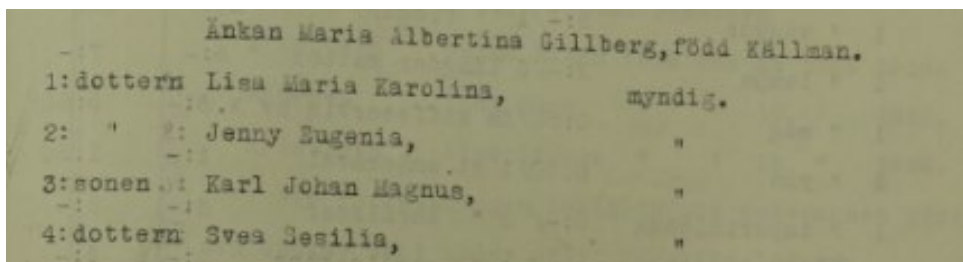 Änkan Maria Albertina Gillberg,född Källman.
1:dottern Lisa Maria Karolina, myndig.
2: " Jenny Eugenia, "
3:sonen Karl Johan Magnus, "
4:dottern Svea Sesilia, "